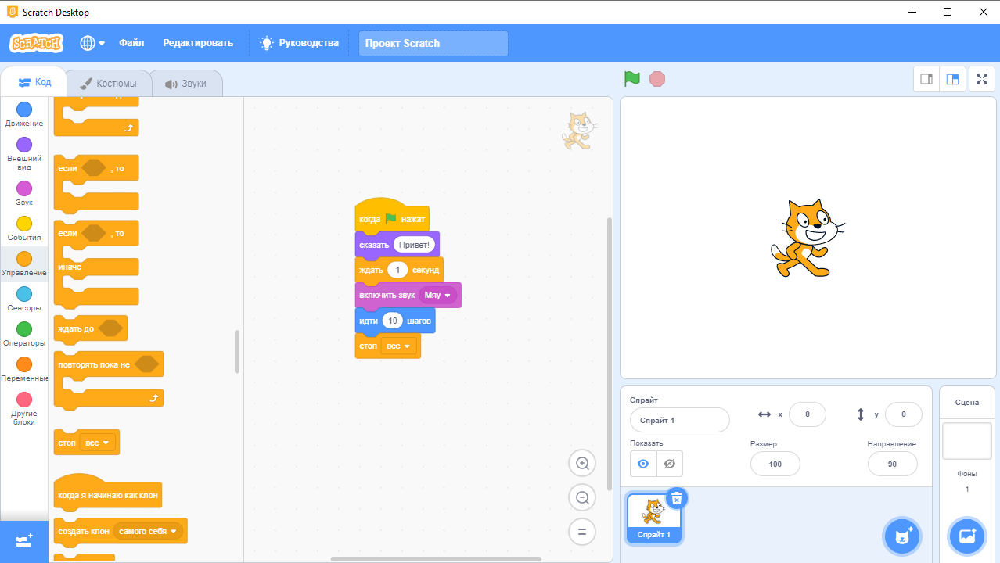 Scratch Desktop
SCRATCH
Файл
Редактировать
Руководства
Проект Scratch
Код
Костюмы
Звуки
Движение
Внешний
вид
Звук
События
Управление
Сенсоры
Операторы
Переменные
Другие
блоки
если , то
если , то
иначе
ждать до
повторять пока не
стоп все
когда я начинаю как клон
создать клон самого себя
когда нажат
сказать Привет!
ждать 1 секунд
включить звук Мяу
идти 10 шагов
стоп все
Спрайт
Спрайт 1
x 0
y 0
Показать
Размер
100
Направление
90
Спрайт 1
Сцена
Фоны
1